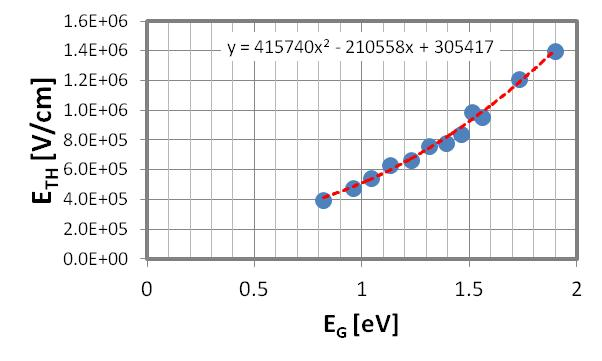 1.6E+06
y = 415740x² - 210558x + 305417
1.4E+06
1.2E+06
1.0E+06
8.0E+05
6.0E+05
4.0E+05
2.0E+05
0.0E+00
E_TH [V/cm]
0 0.5 1 1.5 2
E_G [eV]